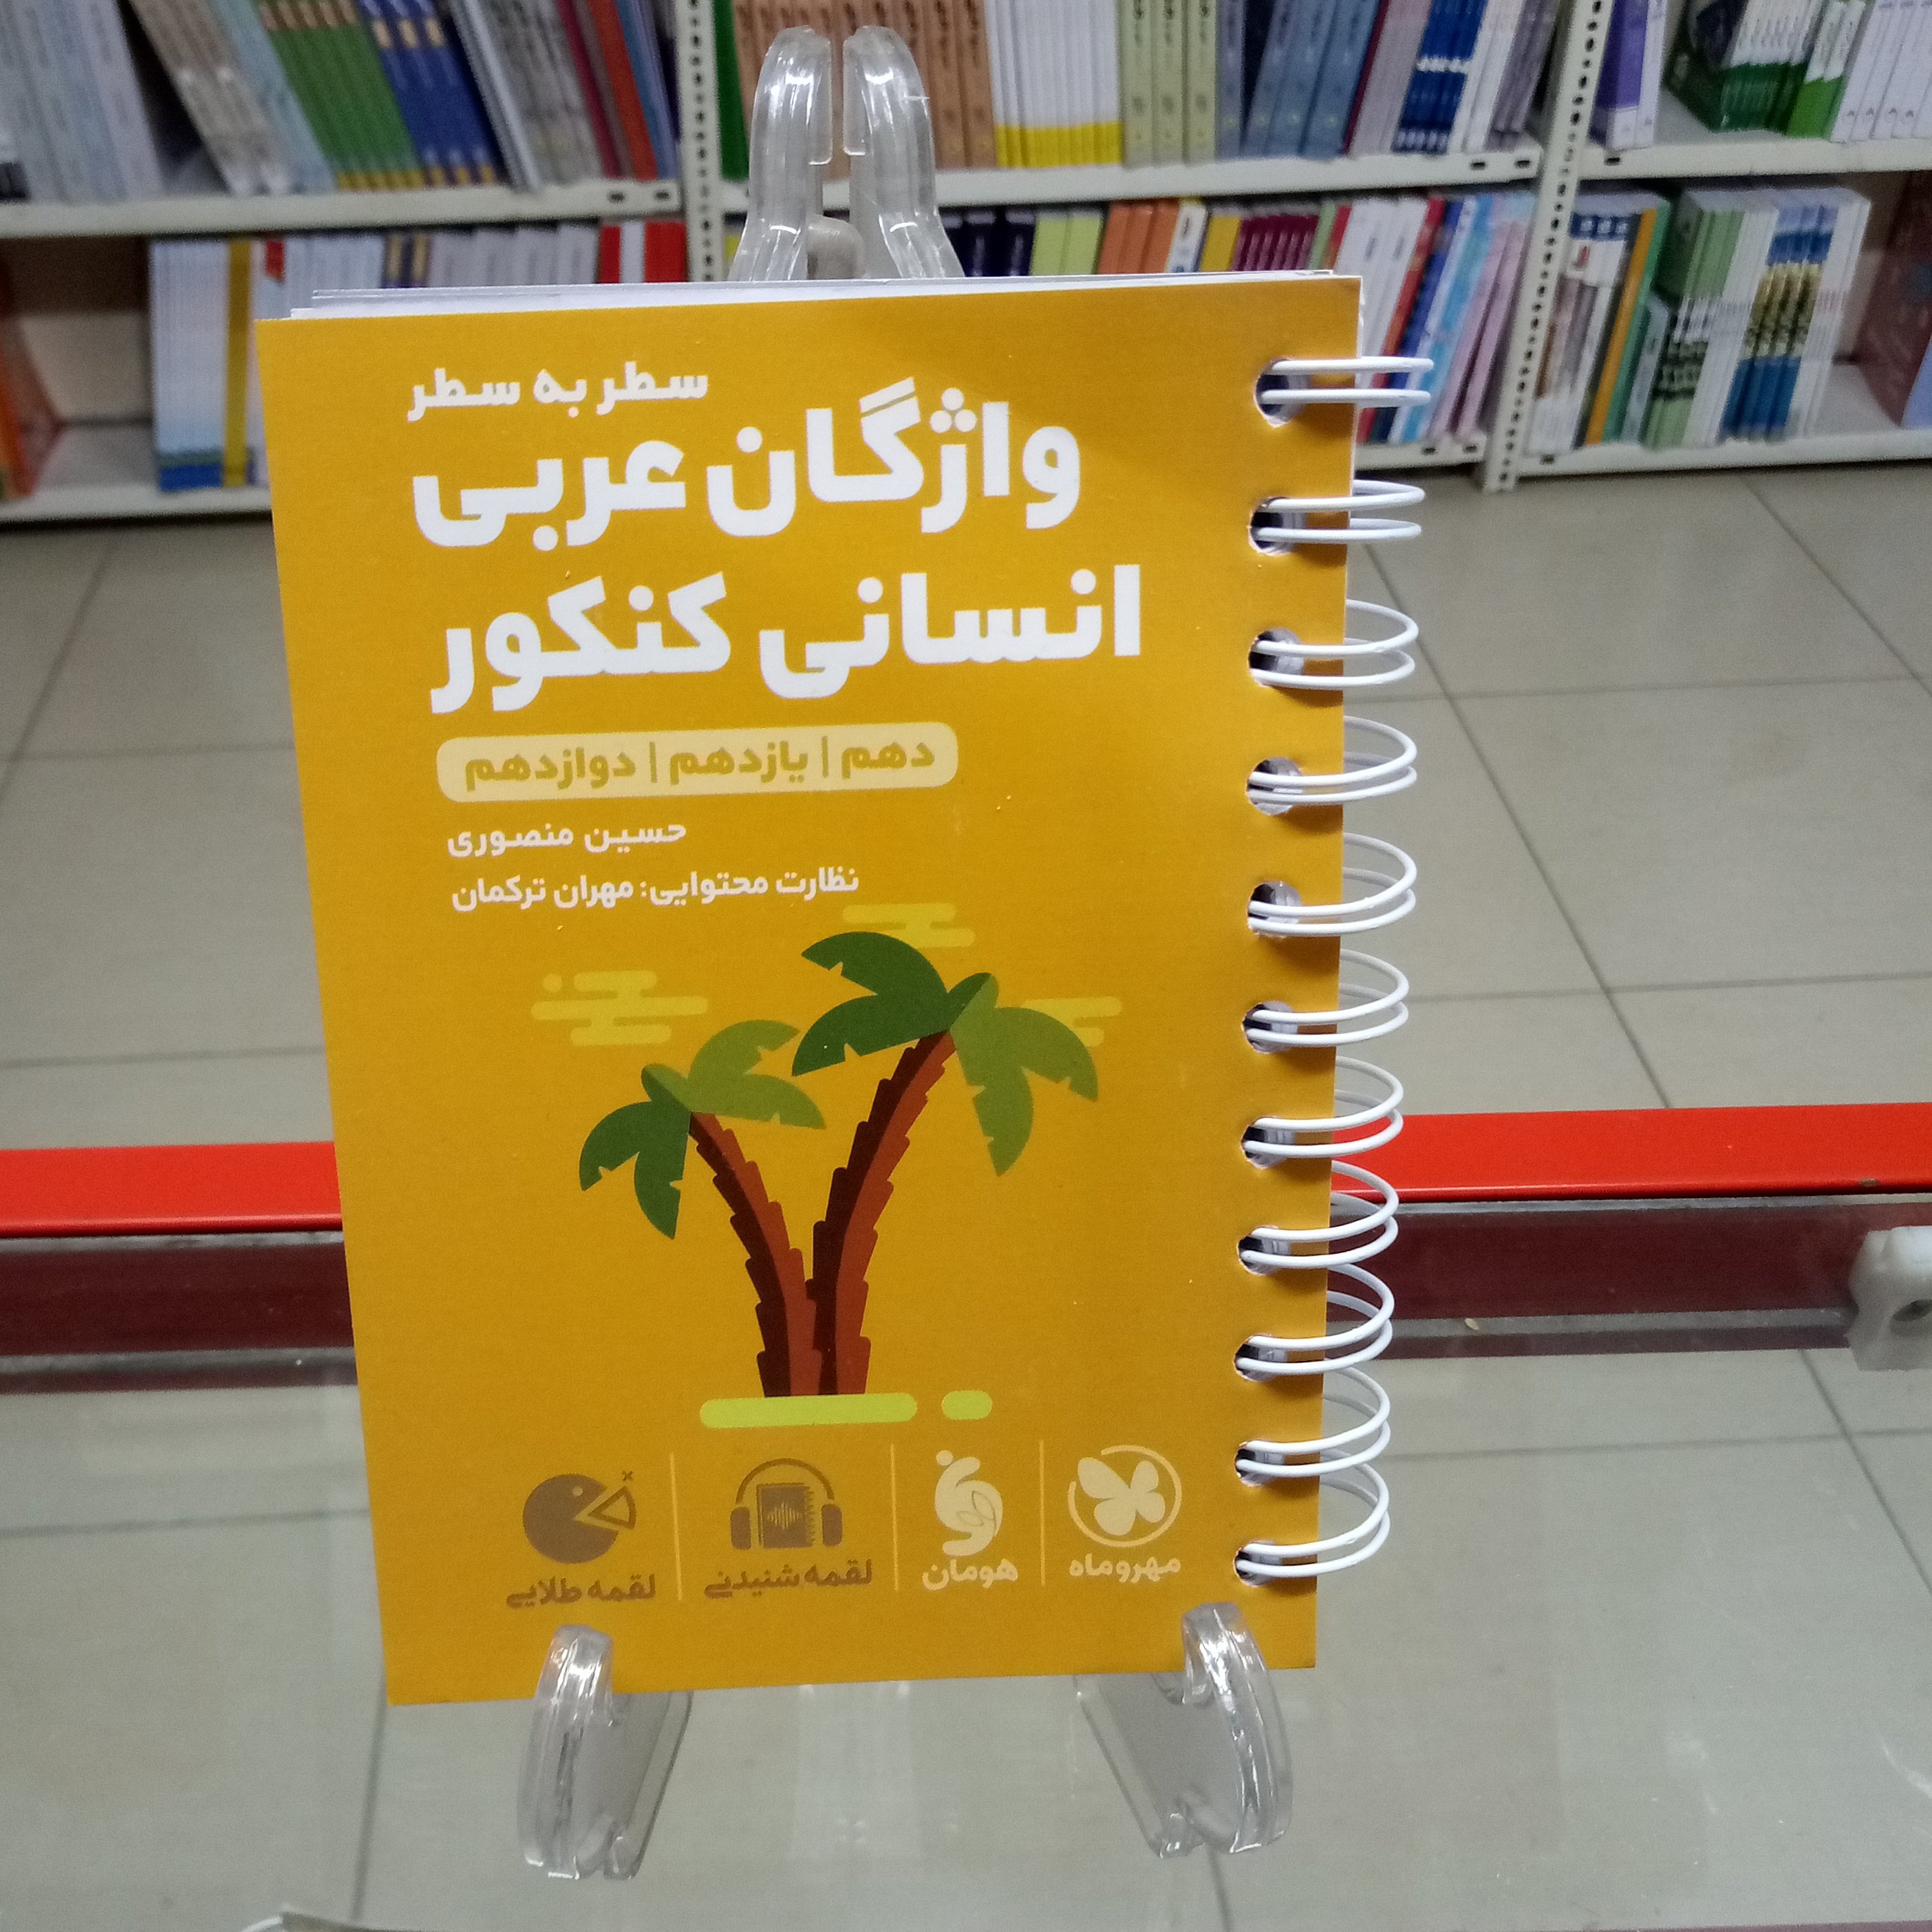 سطر به سطر
واژگان عربی
انسانی کنکور
دهم | یازدهم | دوازدهم
حسین منصوری
نظارت محتوایی: مهران ترکمان
مهروماه
هومان
لقمه شنیدنی
لقمه طلایی